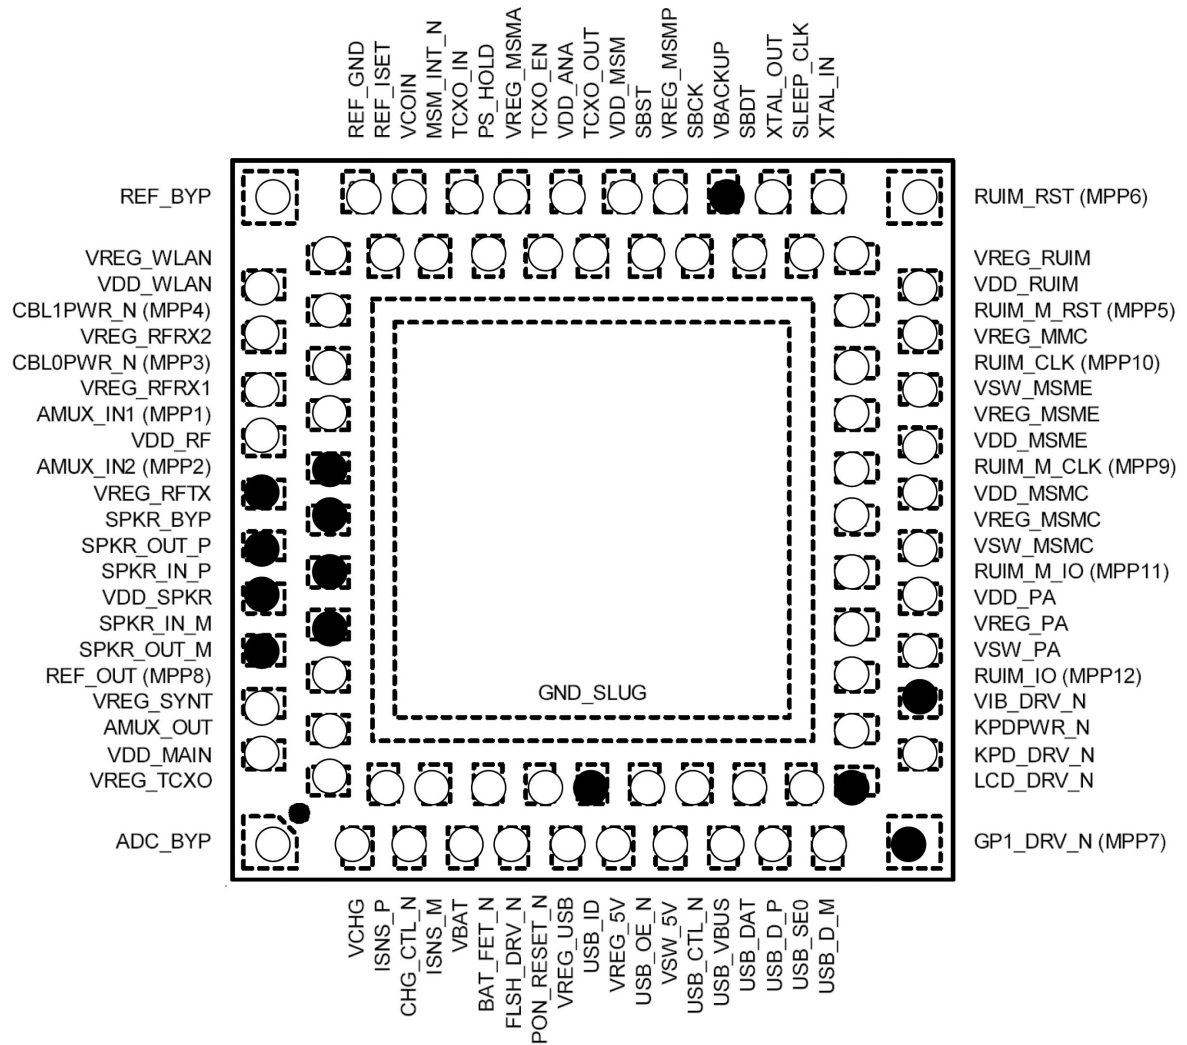 REF_GND
REF_ISET
VCOIN
MSM_INT_N
TCXO_IN
PS_HOLD
VREG_MSMA
TCXO_EN
VDD_ANA
TCXO_OUT
VDD_MSM
SBST
VREG_MSMP
SBCK
VBACKUP
SBDT
XTAL_OUT
SLEEP_CLK
XTAL_IN
REF_BYP
VREG_WLAN
VDD_WLAN
CBL1PWR_N (MPP4)
VREG_RFRX2
CBL0PWR_N (MPP3)
VREG_RFRX1
AMUX_IN1 (MPP1)
VDD_RF
AMUX_IN2 (MPP2)
VREG_RFTX
SPKR_BYP
SPKR_OUT_P
SPKR_IN_P
VDD_SPKR
SPKR_IN_M
SPKR_OUT_M
REF_OUT (MPP8)
VREG_SYNT
AMUX_OUT
VDD_MAIN
VREG_TCXO
ADC_BYP
GND_SLUG
RUIM_RST (MPP6)
VREG_RUIM
VDD_RUIM
RUIM_M_RST (MPP5)
VREG_MMC
RUIM_CLK (MPP10)
VSW_MSME
VREG_MSME
VDD_MSME
RUIM_M_CLK (MPP9)
VDD_MSMC
VREG_MSMC
VSW_MSMC
RUIM_M_IO (MPP11)
VDD_PA
VREG_PA
VSW_PA
RUIM_IO (MPP12)
VIB_DRV_N
KPDPWR_N
KPD_DRV_N
LCD_DRV_N
GP1_DRV_N (MPP7)
VCHG
ISNS_P
CHG_CTL_N
ISNS_M
VBAT
BAT_FET_N
FLSH_DRV_N
PON_RESET_N
VREG_USB
USB_ID
VREG_5V
USB_OE_N
VSW_5V
USB_CTL_N
USB_VBUS
USB_DAT
USB_D_P
USB_SE0
USB_D_M